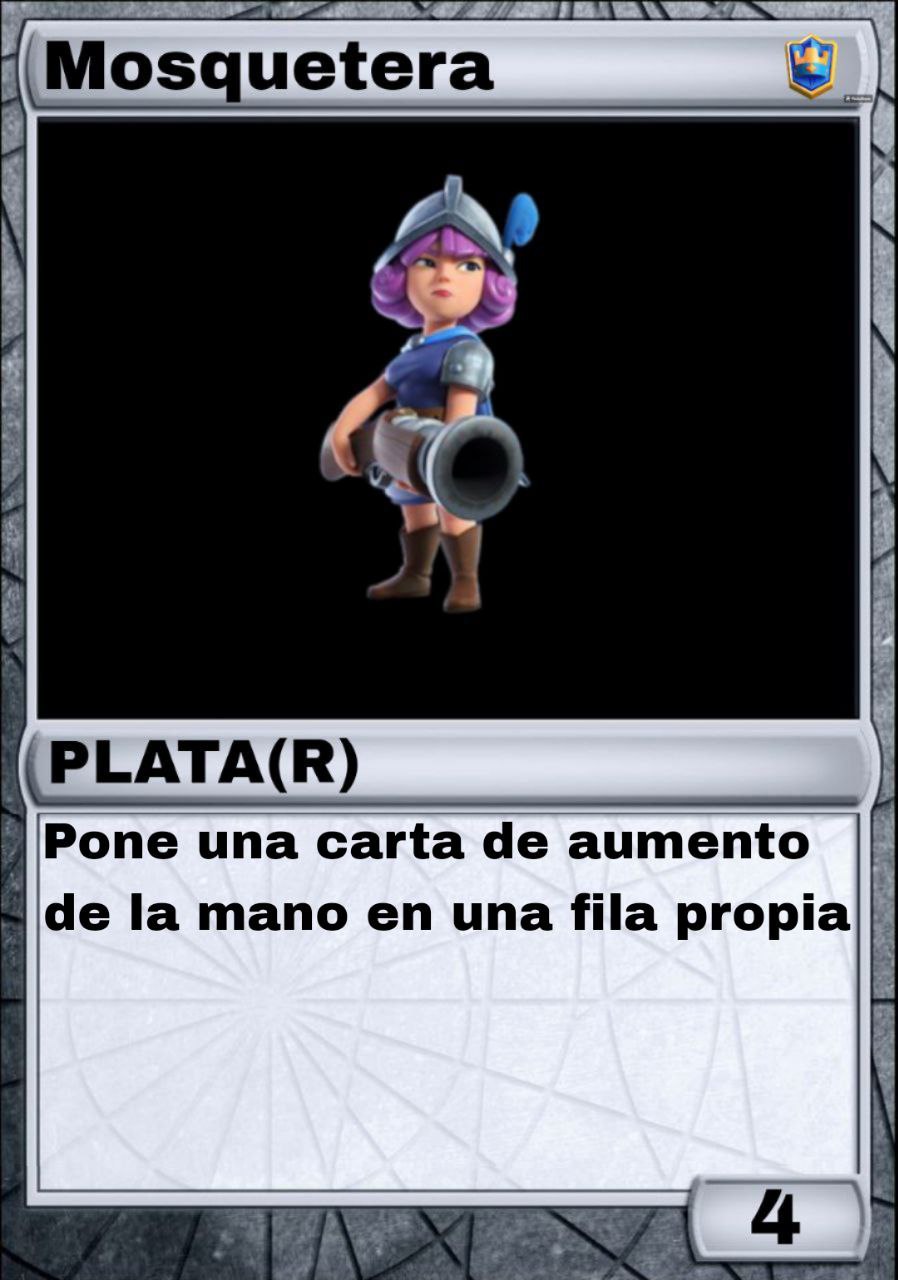 Mosquetera
PLATA(R)
Pone una carta de aumento
de la mano en una fila propia
4